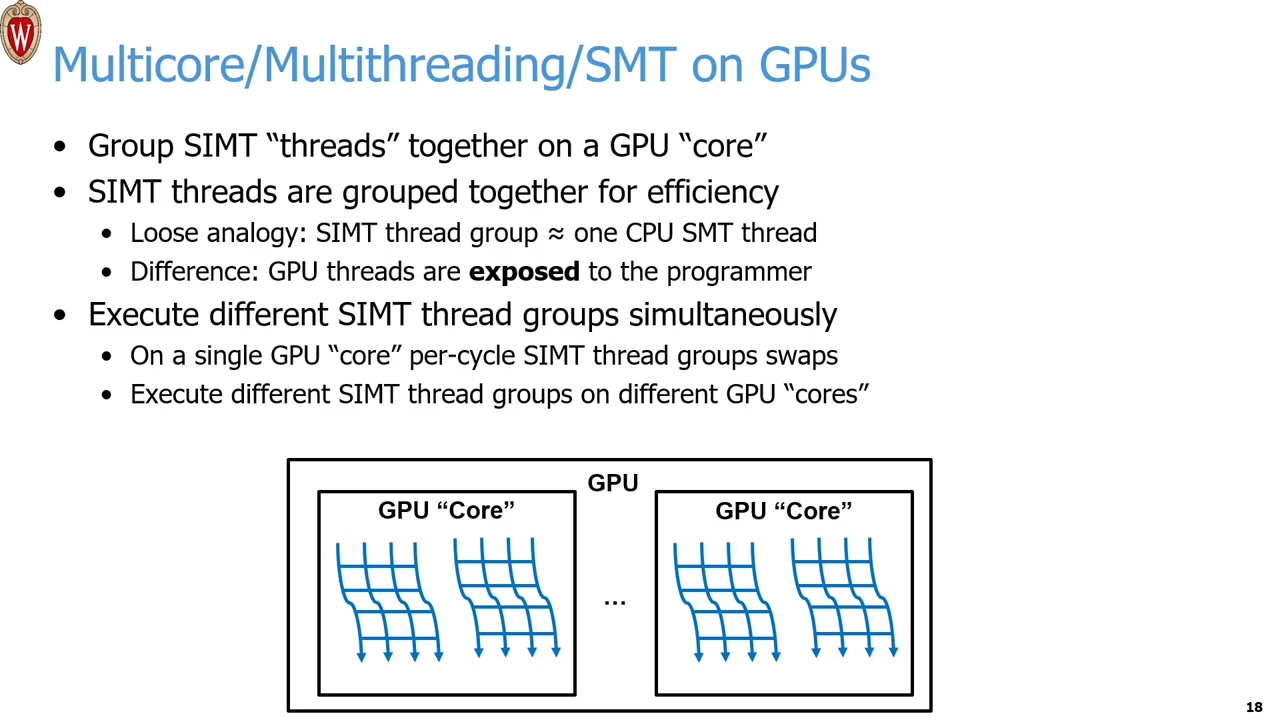 W
Multicore/Multithreading/SMT on GPUs
• Group SIMT “threads” together on a GPU “core”
• SIMT threads are grouped together for efficiency
• Loose analogy: SIMT thread group ≈ one CPU SMT thread
• Difference: GPU threads are exposed to the programmer
• Execute different SIMT thread groups simultaneously
• On a single GPU “core” per-cycle SIMT thread groups swaps
• Execute different SIMT thread groups on different GPU “cores”
GPU
GPU “Core”
GPU “Core”
...
18